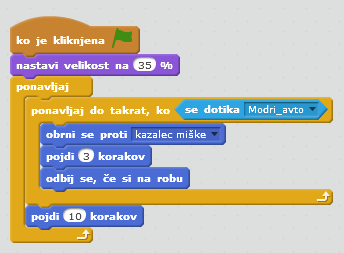 ko je kliknjena
nastavi velikost na 35 %
ponavljaj
ponavljaj do takrat, ko se dotika Modri_avto
obrni se proti kazalec miške
pojdi 3 korakov
odbij se, če si na robu
pojdi 10 korakov